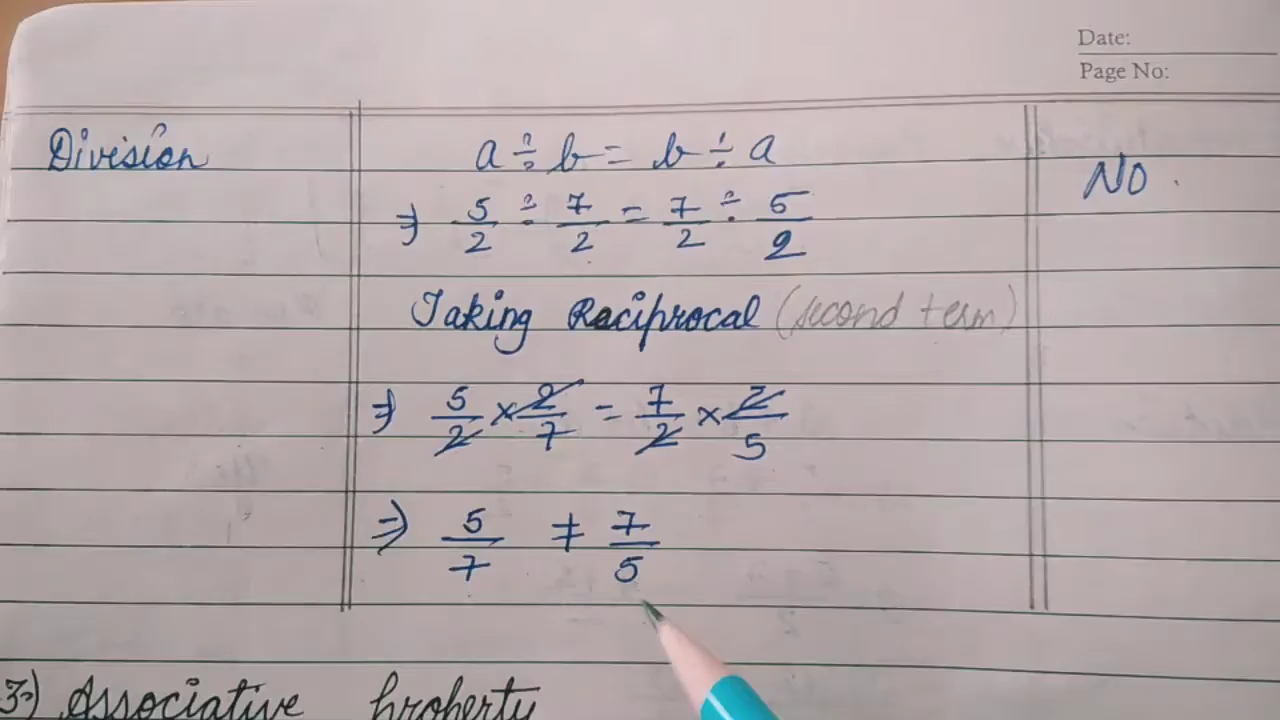 Date:
Page No:
Division a ÷ b = b ÷ a NO
⇒ 5/2 ÷ 7/2 = 7/2 ÷ 5/2
Taking Reciprocal (second term)
⇒ 5/2 × 2/7 = 7/2 × 2/5
⇒ 5/7 ≠ 7/5
3) Associative property